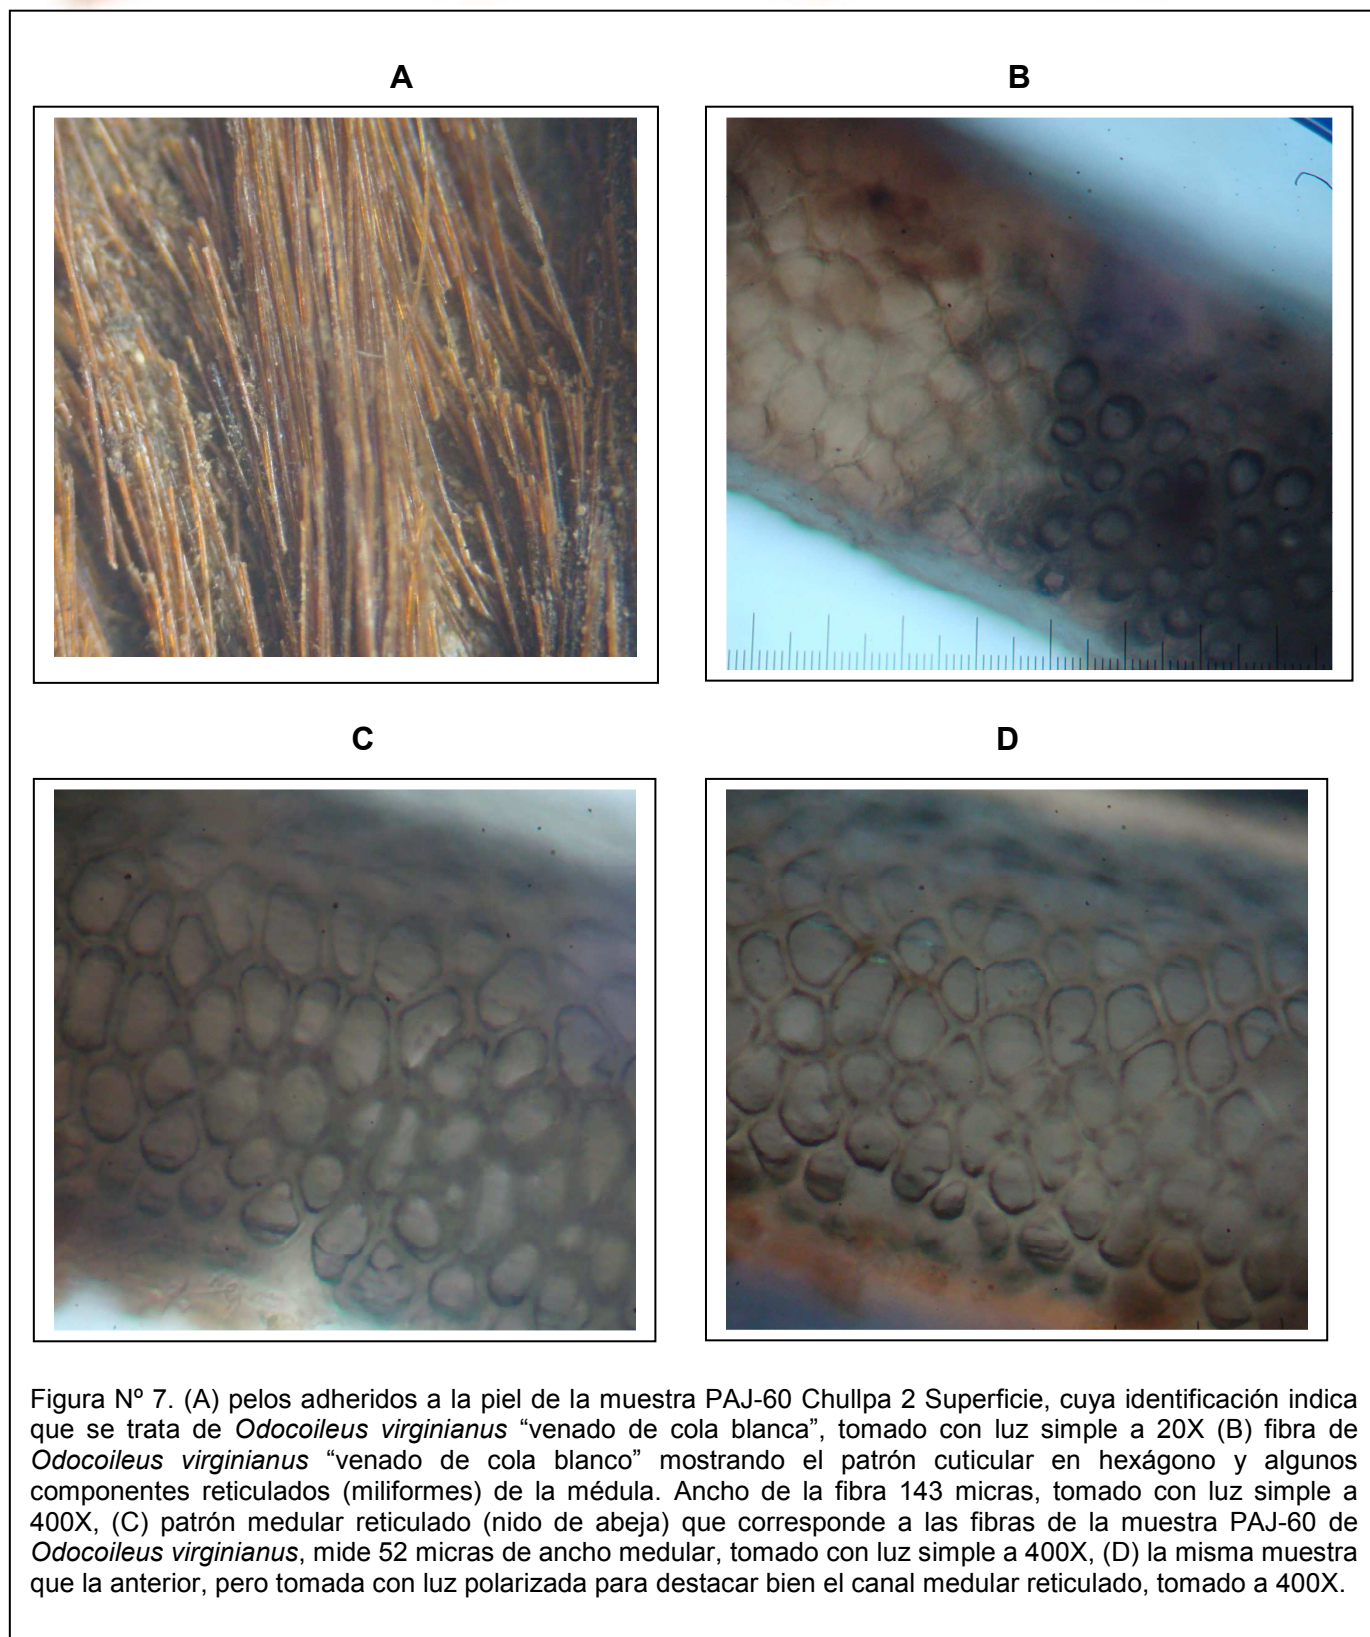 A
B
C
D
Figura Nº 7. (A) pelos adheridos a la piel de la muestra PAJ-60 Chullpa 2 Superficie, cuya identificación indica
que se trata de Odocoileus virginianus “venado de cola blanca”, tomado con luz simple a 20X (B) fibra de
Odocoileus virginianus “venado de cola blanco” mostrando el patrón cuticular en hexágono y algunos
componentes reticulados (miliformes) de la médula. Ancho de la fibra 143 micras, tomado con luz simple a
400X, (C) patrón medular reticulado (nido de abeja) que corresponde a las fibras de la muestra PAJ-60 de
Odocoileus virginianus, mide 52 micras de ancho medular, tomado con luz simple a 400X, (D) la misma muestra
que la anterior, pero tomada con luz polarizada para destacar bien el canal medular reticulado, tomado a 400X.